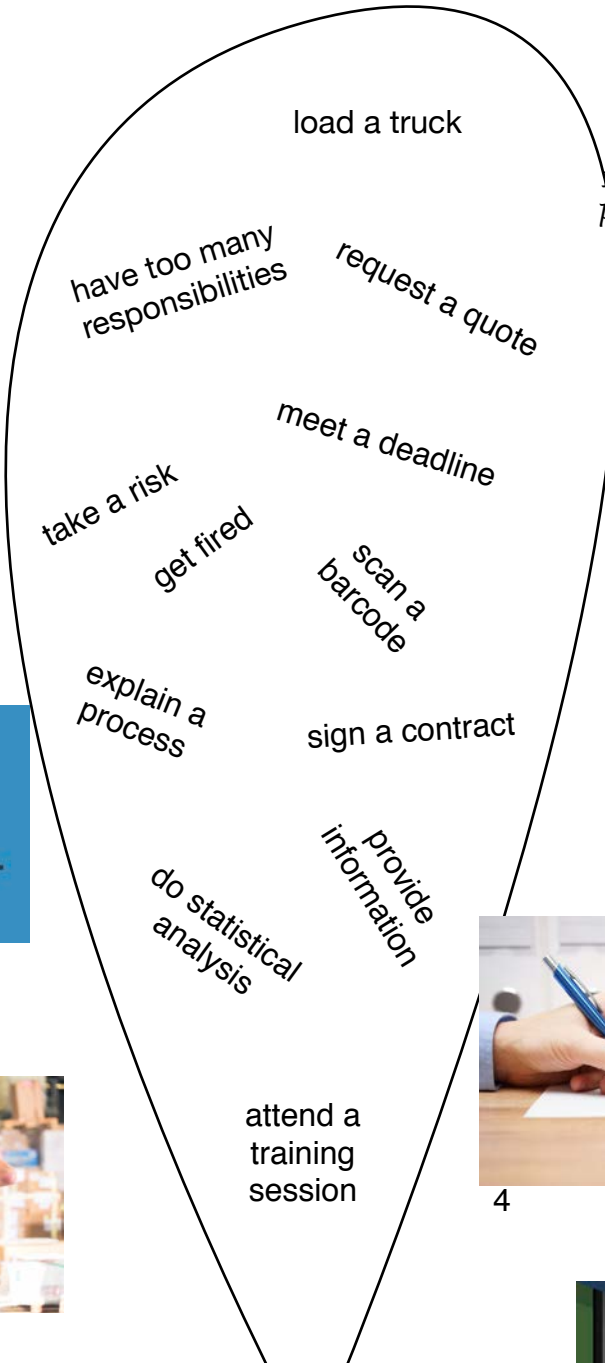 load a truck
have too many
responsibilities
request a quote
meet a deadline
take a risk
get fired
scan a
barcode
explain a
process
sign a contract
provide
information
do statistical
analysis
attend a
training
session
4